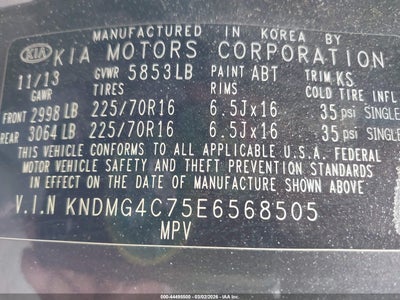 MANUFACTURED IN KOREA BY
KIA KIA MOTORS CORPORATION
11/13 GVWR 5853LB PAINT ABT TRIM KS
GAWR TIRES RIMS COLD TIRE INFL
FRONT 2998 LB 225/70R16 6.5Jx16 35 psi SINGLE
REAR 3064 LB 225/70R16 6.5Jx16 35 psi SINGLE
THIS VEHICLE CONFORMS TO ALL APPLICABLE U.S.A. FEDERAL
MOTOR VEHICLE SAFETY AND THEFT PREVENTION STANDARDS
IN EFFECT ON THE DATE OF MANUFACTURE SHOWN ABOVE.
V.I.N KNDMG4C75E6568505
MPV